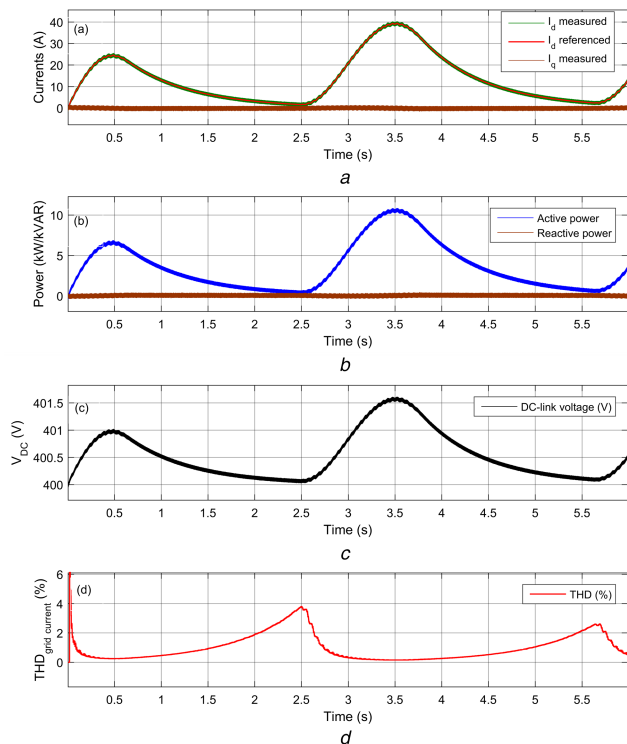 (a)
I_d measured
I_d referenced
I_q measured
Currents (A)
40
30
20
10
0
0.5 1 1.5 2 2.5 3 3.5 4 4.5 5 5.5
Time (s)
a
(b)
Active power
Reactive power
Power (kW/kVAR)
10
5
0
0.5 1 1.5 2 2.5 3 3.5 4 4.5 5 5.5
Time (s)
b
(c)
DC-link voltage (V)
V_DC (V)
401.5
401
400.5
400
0.5 1 1.5 2 2.5 3 3.5 4 4.5 5 5.5
Time (s)
c
(d)
THD (%)
THD_grid current (%)
6
4
2
0
0.5 1 1.5 2 2.5 3 3.5 4 4.5 5 5.5
Time (s)
d